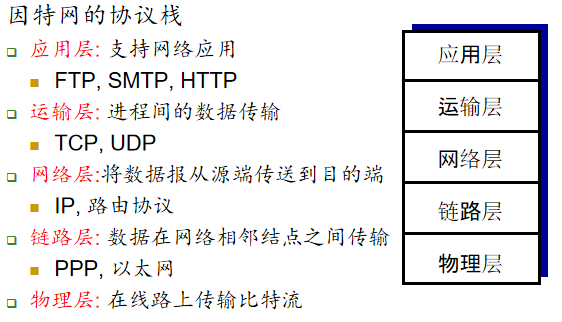 因特网的协议栈
应用层: 支持网络应用
FTP, SMTP, HTTP
运输层: 进程间的数据传输
TCP, UDP
网络层:将数据报从源端传送到目的端
IP, 路由协议
链路层: 数据在网络相邻结点之间传输
PPP, 以太网
物理层: 在线路上传输比特流
应用层
运输层
网络层
链路层
物理层